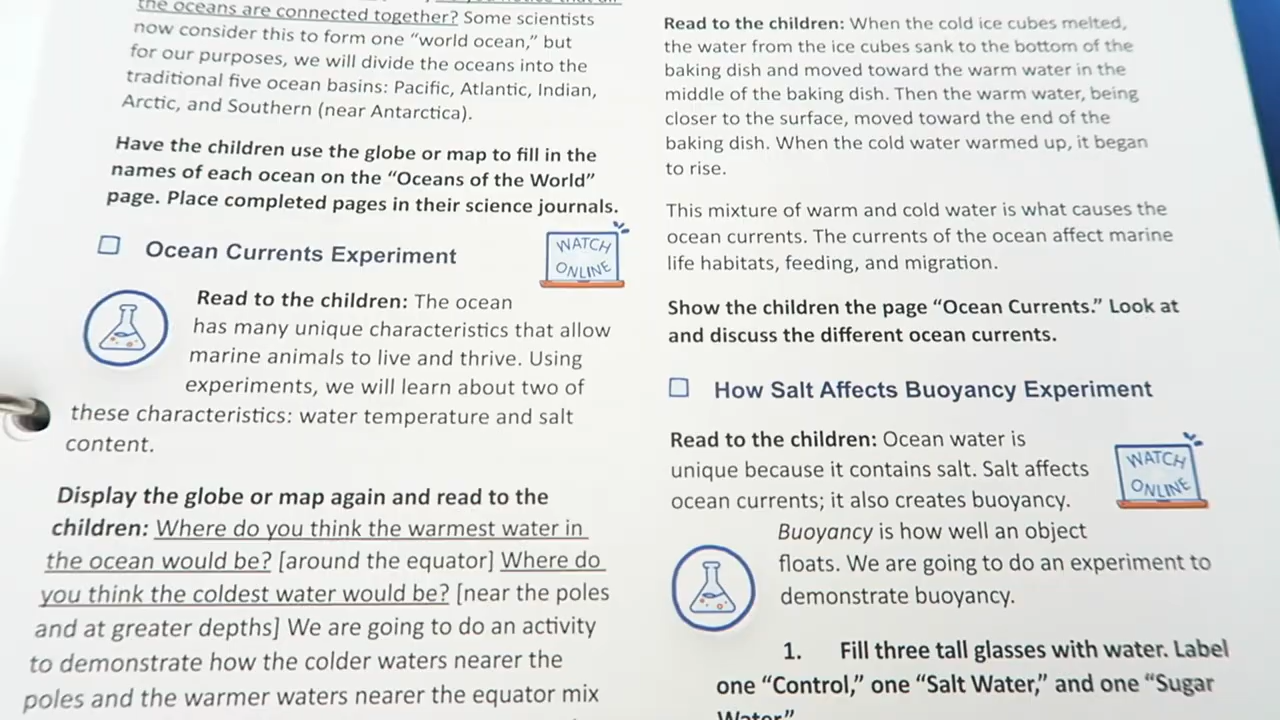 the oceans are connected together? Some scientists
now consider this to form one “world ocean,” but
for our purposes, we will divide the oceans into the
traditional five ocean basins: Pacific, Atlantic, Indian,
Arctic, and Southern (near Antarctica).
Have the children use the globe or map to fill in the
names of each ocean on the “Oceans of the World”
page. Place completed pages in their science journals.
Ocean Currents Experiment
WATCH
ONLINE
Read to the children: The ocean
has many unique characteristics that allow
marine animals to live and thrive. Using
experiments, we will learn about two of
these characteristics: water temperature and salt
content.
Display the globe or map again and read to the
children: Where do you think the warmest water in
the ocean would be? [around the equator] Where do
you think the coldest water would be? [near the poles
and at greater depths] We are going to do an activity
to demonstrate how the colder waters nearer the
poles and the warmer waters nearer the equator mix
Read to the children: When the cold ice cubes melted,
the water from the ice cubes sank to the bottom of the
baking dish and moved toward the warm water in the
middle of the baking dish. Then the warm water, being
closer to the surface, moved toward the end of the
baking dish. When the cold water warmed up, it began
to rise.
This mixture of warm and cold water is what causes the
ocean currents. The currents of the ocean affect marine
life habitats, feeding, and migration.
Show the children the page “Ocean Currents.” Look at
and discuss the different ocean currents.
How Salt Affects Buoyancy Experiment
Read to the children: Ocean water is
unique because it contains salt. Salt affects
ocean currents; it also creates buoyancy.
WATCH
ONLINE
Buoyancy is how well an object
floats. We are going to do an experiment to
demonstrate buoyancy.
1. Fill three tall glasses with water. Label
one “Control,” one “Salt Water,” and one “Sugar
Water”